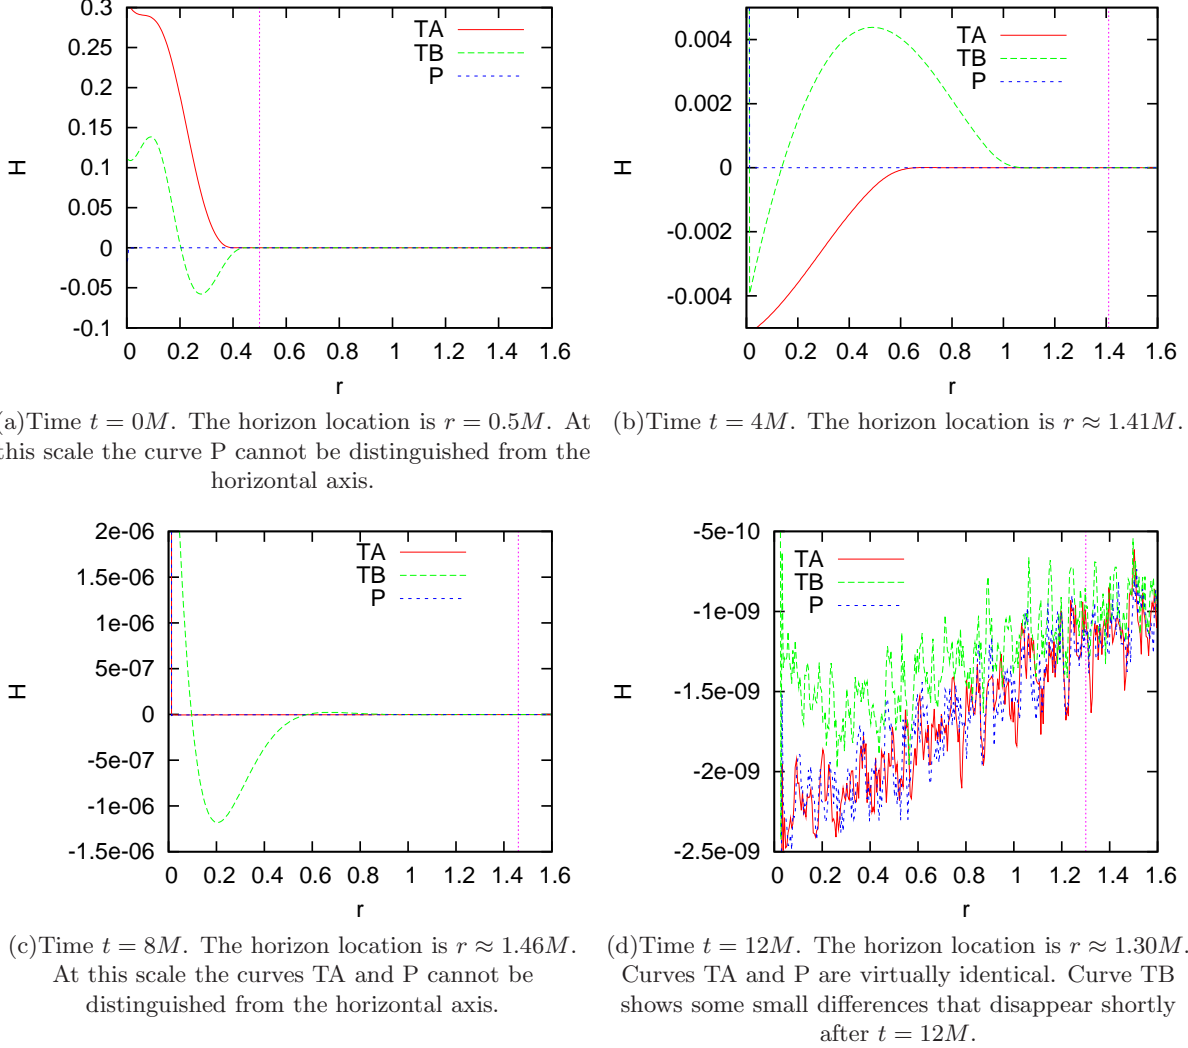 0.3
0.25
0.2
0.15
0.1
0.05
0
-0.05
-0.1
H
TA
TB
P
0 0.2 0.4 0.6 0.8 1 1.2 1.4 1.6
r
0.004
0.002
0
-0.002
-0.004
H
TA
TB
P
0 0.2 0.4 0.6 0.8 1 1.2 1.4 1.6
r
(a)Time t = 0M. The horizon location is r = 0.5M. At
this scale the curve P cannot be distinguished from the
horizontal axis.
(b)Time t = 4M. The horizon location is r ≈ 1.41M.
2e-06
1.5e-06
1e-06
5e-07
0
-5e-07
-1e-06
-1.5e-06
H
TA
TB
P
0 0.2 0.4 0.6 0.8 1 1.2 1.4 1.6
r
-5e-10
-1e-09
-1.5e-09
-2e-09
-2.5e-09
H
TA
TB
P
0 0.2 0.4 0.6 0.8 1 1.2 1.4 1.6
r
(c)Time t = 8M. The horizon location is r ≈ 1.46M.
At this scale the curves TA and P cannot be
distinguished from the horizontal axis.
(d)Time t = 12M. The horizon location is r ≈ 1.30M.
Curves TA and P are virtually identical. Curve TB
shows some small differences that disappear shortly
after t = 12M.